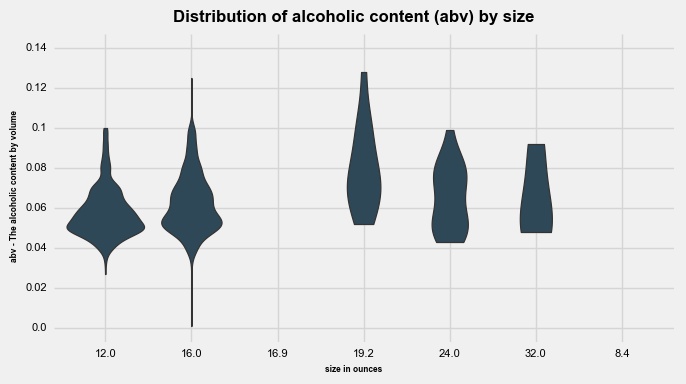 Distribution of alcoholic content (abv) by size
0.14
0.12
0.1
0.08
0.06
0.04
0.02
0.0
abv - The alcoholic content by volume
12.0 16.0 16.9 19.2 24.0 32.0 8.4
size in ounces